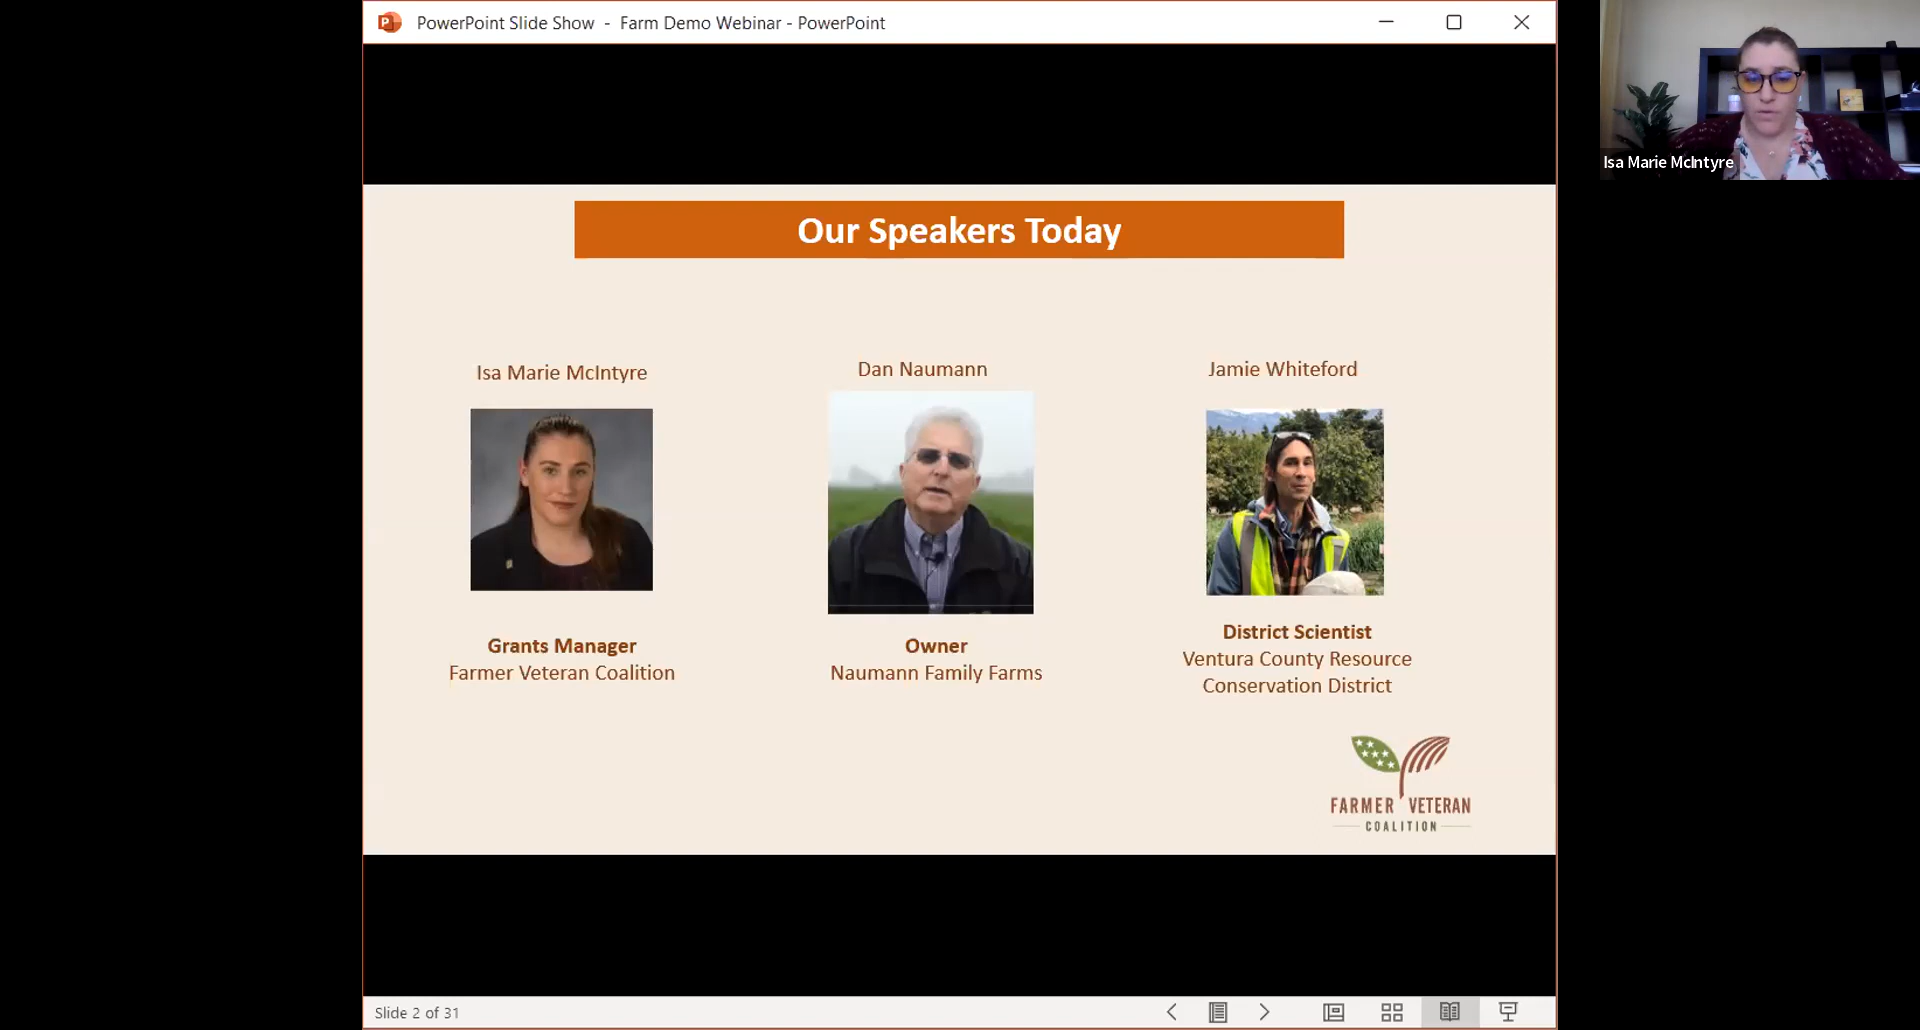 PowerPoint Slide Show - Farm Demo Webinar - PowerPoint
Isa Marie McIntyre
Our Speakers Today
Isa Marie McIntyre
Dan Naumann
Jamie Whiteford
Grants Manager
Farmer Veteran Coalition
Owner
Naumann Family Farms
District Scientist
Ventura County Resource
Conservation District
FARMER VETERAN
COALITION
Slide 2 of 31